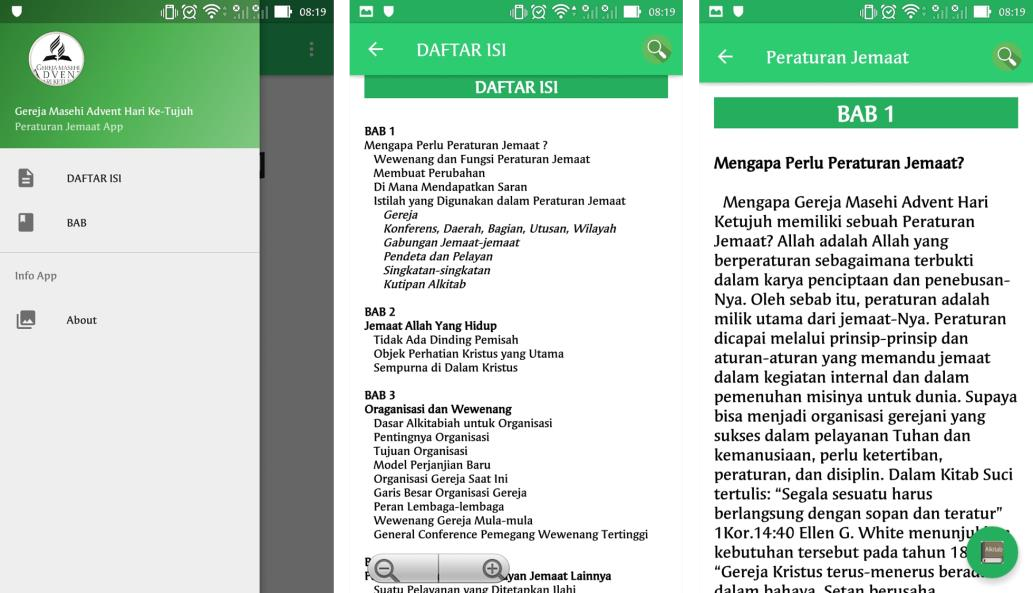 08:19
GEREJA MASEHI
ADVEN
Gereja Masehi Advent Hari Ke-Tujuh
Peraturan Jemaat App
DAFTAR ISI
BAB
Info App
About
08:19
DAFTAR ISI
DAFTAR ISI
BAB 1
Mengapa Perlu Peraturan Jemaat ?
Wewenang dan Fungsi Peraturan Jemaat
Membuat Perubahan
Di Mana Mendapatkan Saran
Istilah yang Digunakan dalam Peraturan Jemaat
Gereja
Konferens, Daerah, Bagian, Utusan, Wilayah
Gabungan Jemaat-jemaat
Pendeta dan Pelayan
Singkatan-singkatan
Kutipan Alkitab
BAB 2
Jemaat Allah Yang Hidup
Tidak Ada Dinding Pemisah
Objek Perhatian Kristus yang Utama
Sempurna di Dalam Kristus
BAB 3
Oraganisasi dan Wewenang
Dasar Alkitabiah untuk Organisasi
Pentingnya Organisasi
Tujuan Organisasi
Model Perjanjian Baru
Organisasi Gereja Saat Ini
Garis Besar Organisasi Gereja
Peran Lembaga-lembaga
Wewenang Gereja Mula-mula
General Conference Pemegang Wewenang Tertinggi
Jemaat Lainnya
Suatu Pelayanan yang Ditetapkan Ilahi
08:19
Peraturan Jemaat
BAB 1
Mengapa Perlu Peraturan Jemaat?
Mengapa Gereja Masehi Advent Hari
Ketujuh memiliki sebuah Peraturan
Jemaat? Allah adalah Allah yang
berperaturan sebagaimana terbukti
dalam karya penciptaan dan penebusan-
Nya. Oleh sebab itu, peraturan adalah
milik utama dari jemaat-Nya. Peraturan
dicapai melalui prinsip-prinsip dan
aturan-aturan yang memandu jemaat
dalam kegiatan internal dan dalam
pemenuhan misinya untuk dunia. Supaya
bisa menjadi organisasi gerejani yang
sukses dalam pelayanan Tuhan dan
kemanusiaan, perlu ketertiban,
peraturan, dan disiplin. Dalam Kitab Suci
tertulis: “Segala sesuatu harus
berlangsung dengan sopan dan teratur”
1Kor.14:40 Ellen G. White
kebutuhan tersebut pada tahun
Alkitab
“Gereja Kristus terus-menerus
dalam bahaya. Setan berusaha